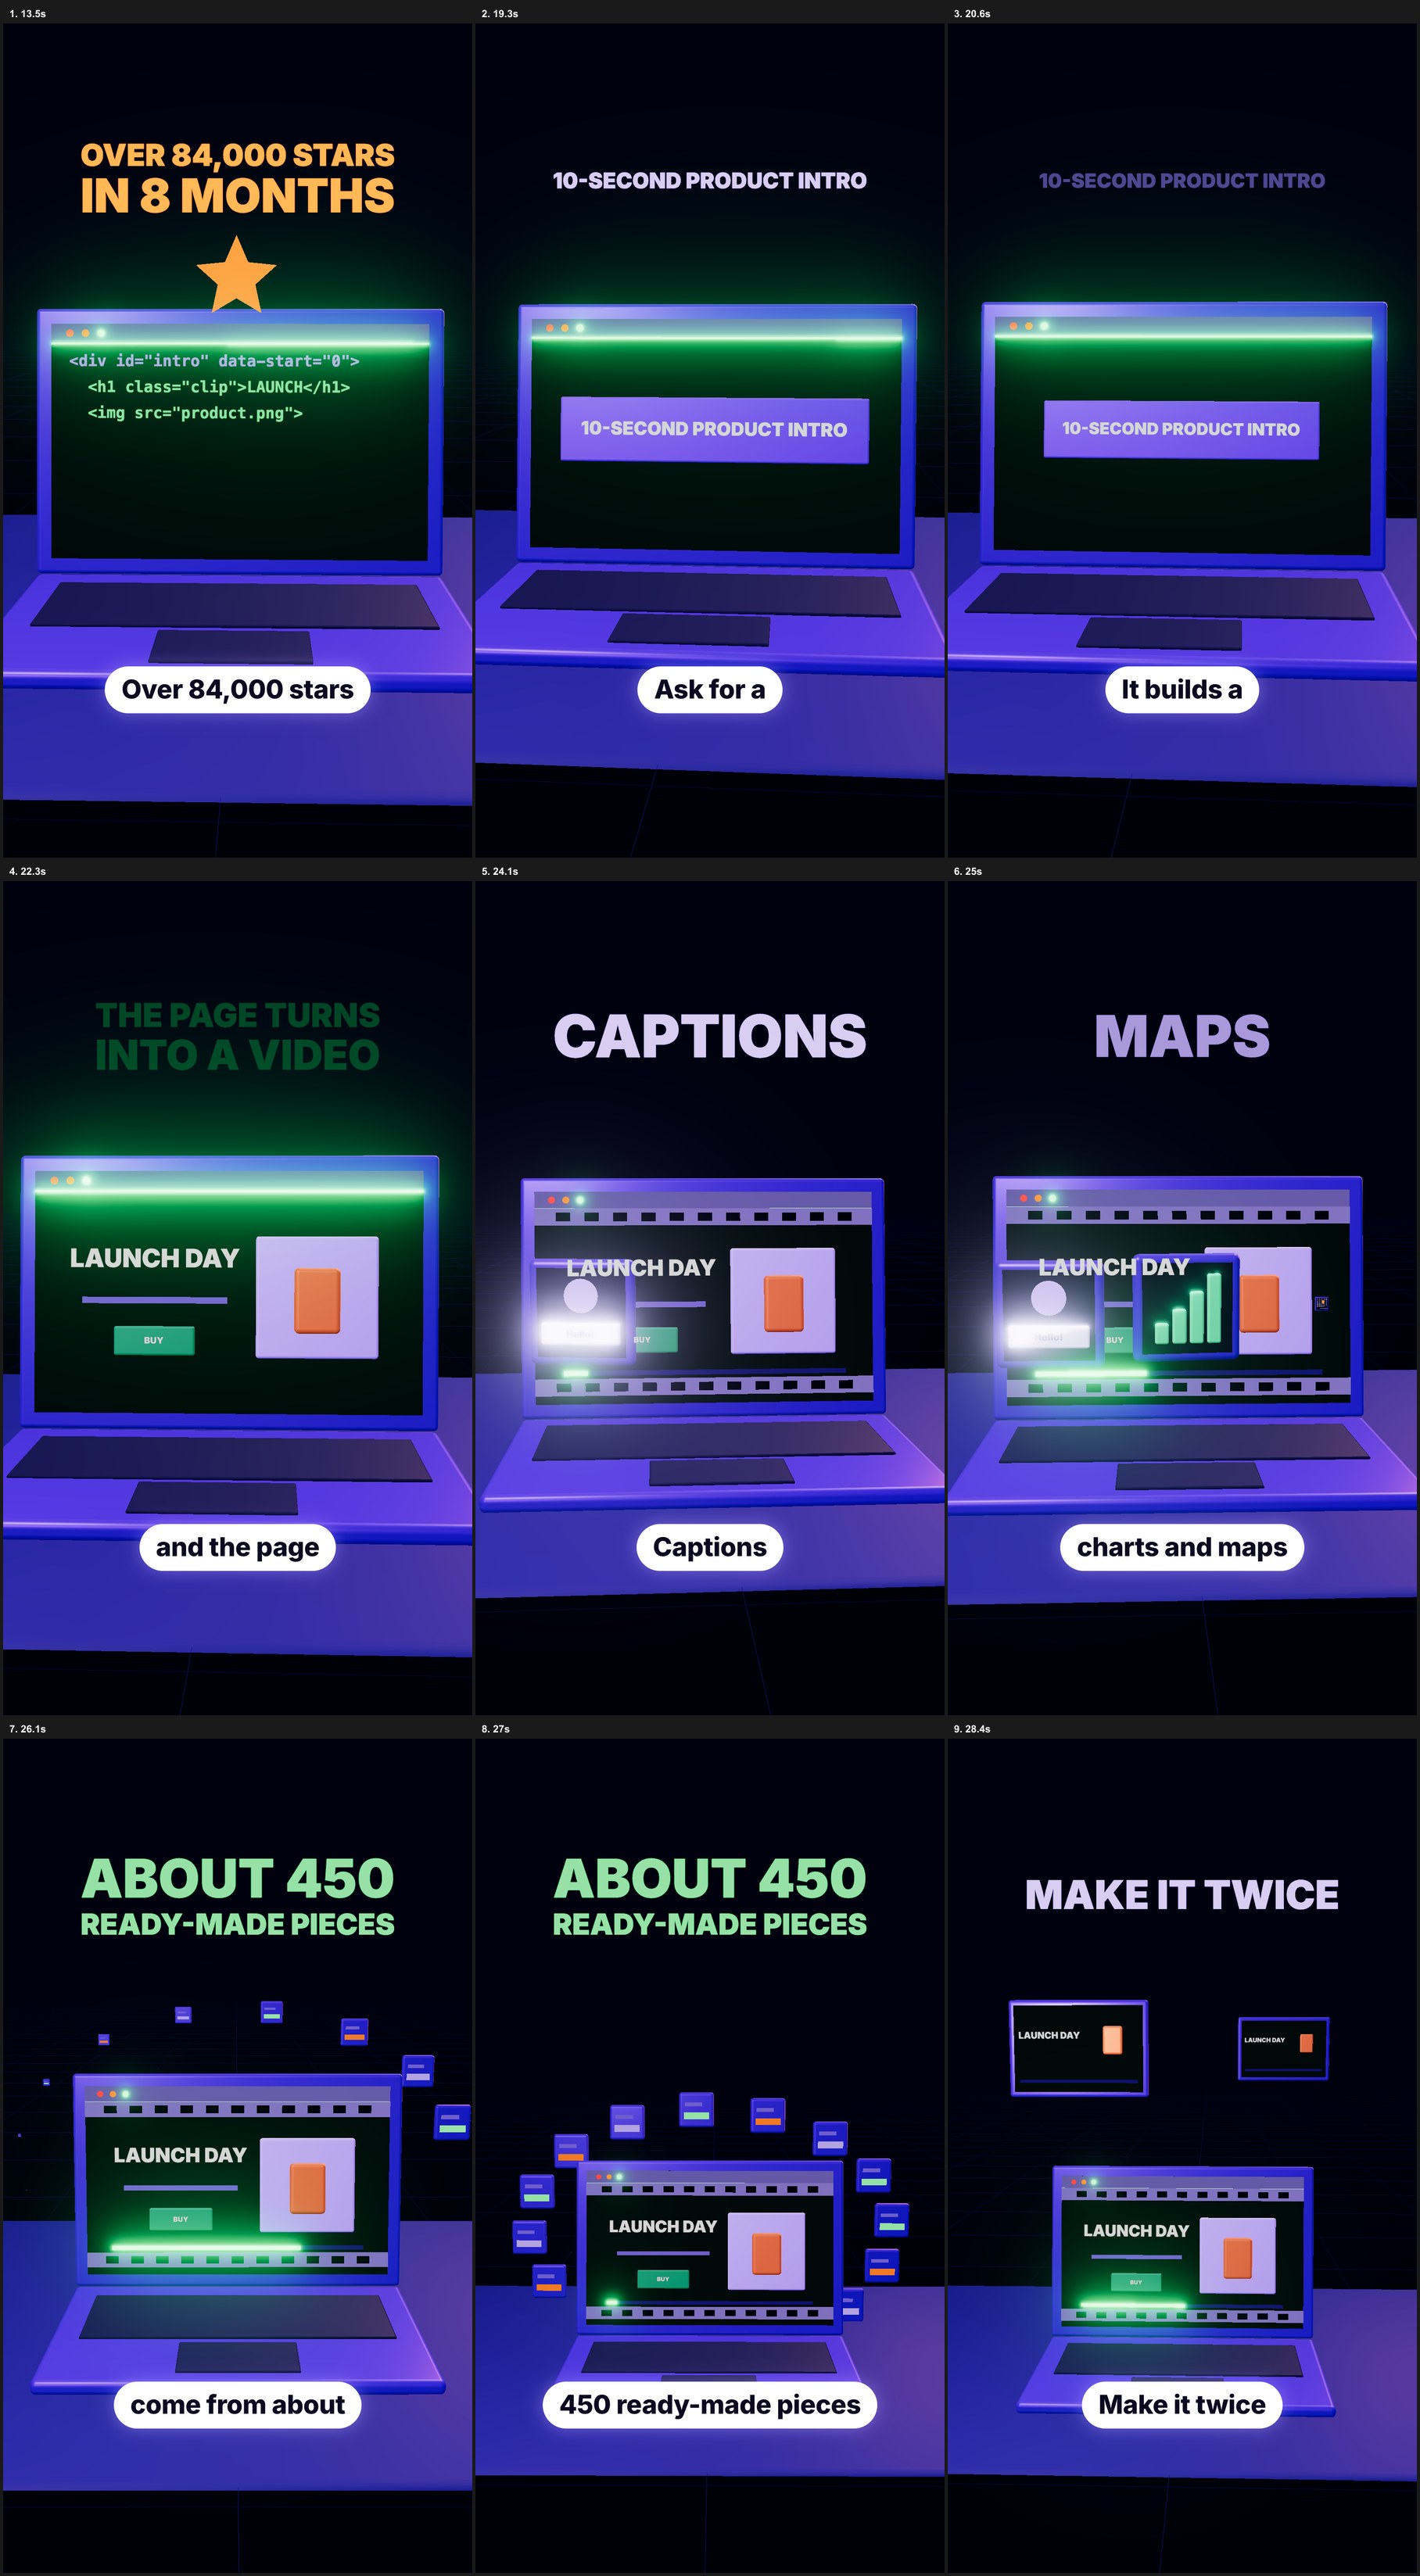 1. 13.5s
OVER 84,000 STARS
IN 8 MONTHS
<div id="intro" data-start="0">
<h1 class="clip">LAUNCH</h1>
<img src="product.png">
Over 84,000 stars
2. 19.3s
10-SECOND PRODUCT INTRO
10-SECOND PRODUCT INTRO
Ask for a
3. 20.6s
10-SECOND PRODUCT INTRO
10-SECOND PRODUCT INTRO
It builds a
4. 22.3s
THE PAGE TURNS
INTO A VIDEO
LAUNCH DAY
BUY
and the page
5. 24.1s
CAPTIONS
LAUNCH DAY
BUY
Captions
6. 25s
MAPS
LAUNCH DAY
Hello!
BUY
charts and maps
7. 26.1s
ABOUT 450
READY-MADE PIECES
LAUNCH DAY
BUY
come from about
8. 27s
ABOUT 450
READY-MADE PIECES
LAUNCH DAY
BUY
450 ready-made pieces
9. 28.4s
MAKE IT TWICE
LAUNCH DAY
LAUNCH DAY
LAUNCH DAY
BUY
Make it twice